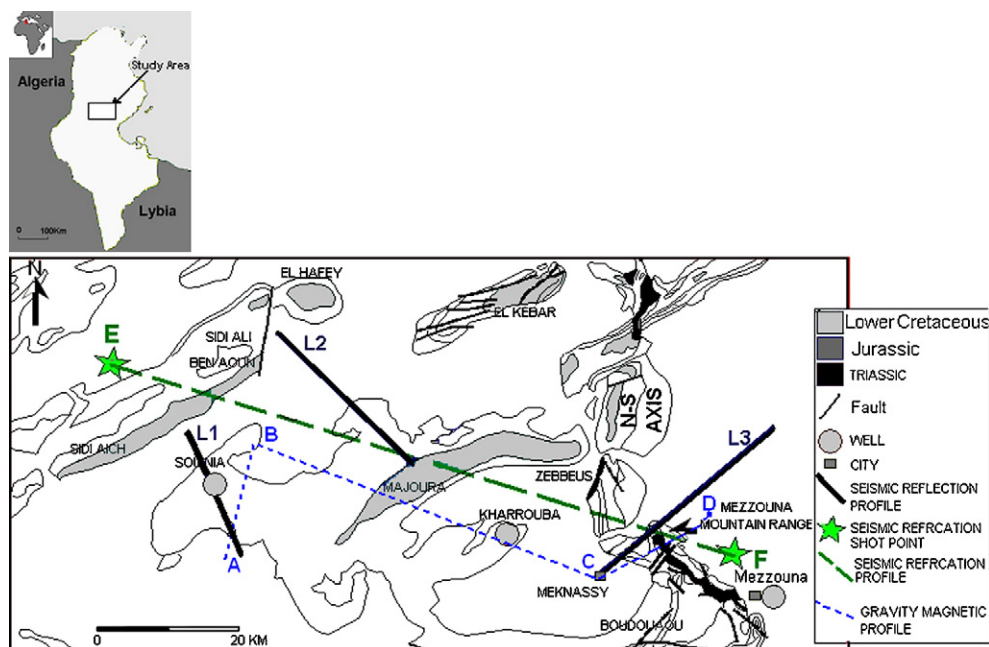 Study Area
Algeria
Lybia
0 100Km
N
EL HAFEY
E
SIDI ALI
BEN AOUN
L2
EL KEBAR
N-S
AXIS
SIDI AICH
L1
B
SOUINIA
MAJOURA
ZEBBEUS
L3
KHARROUBA
D
MEZZOUNA
MOUNTAIN RANGE
A
C
F
MEKNASSY
Mezzouna
BOUDOUAOU
0 20 KM
Lower Cretaceous
Jurassic
TRIASSIC
Fault
WELL
CITY
SEISMIC REFLECTION
PROFILE
SEISMIC REFRCATION
SHOT POINT
SEISMIC REFRCATION
PROFILE
GRAVITY MAGNETIC
PROFILE